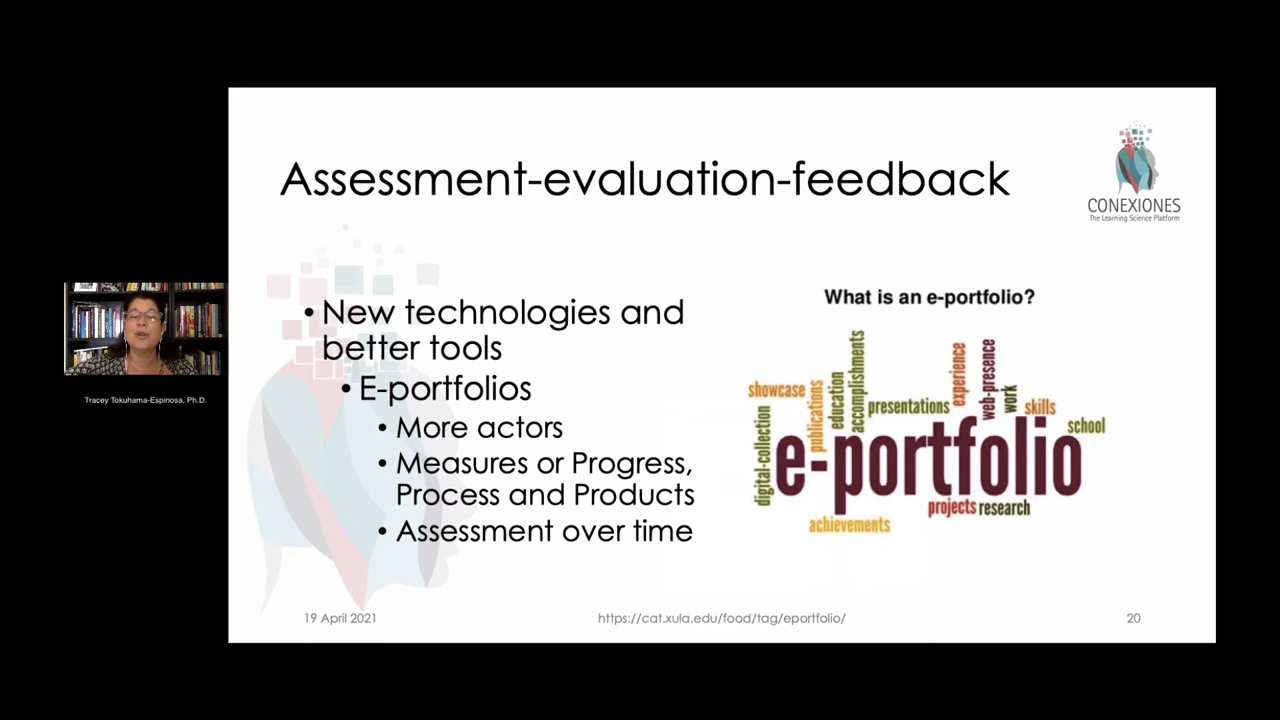 Assessment-evaluation-feedback
CONEXIONES
The Learning Science Platform
• New technologies and
better tools
• E-portfolios
• More actors
• Measures or Progress,
Process and Products
• Assessment over time
What is an e-portfolio?
showcase
digital-collection
publications
education
accomplishments
presentations
experience
web-presence
work
skills
school
e-portfolio
projects
research
achievements
Tracey Tokuhama-Espinosa, Ph.D.
19 April 2021
https://cat.xula.edu/food/tag/eportfolio/
20